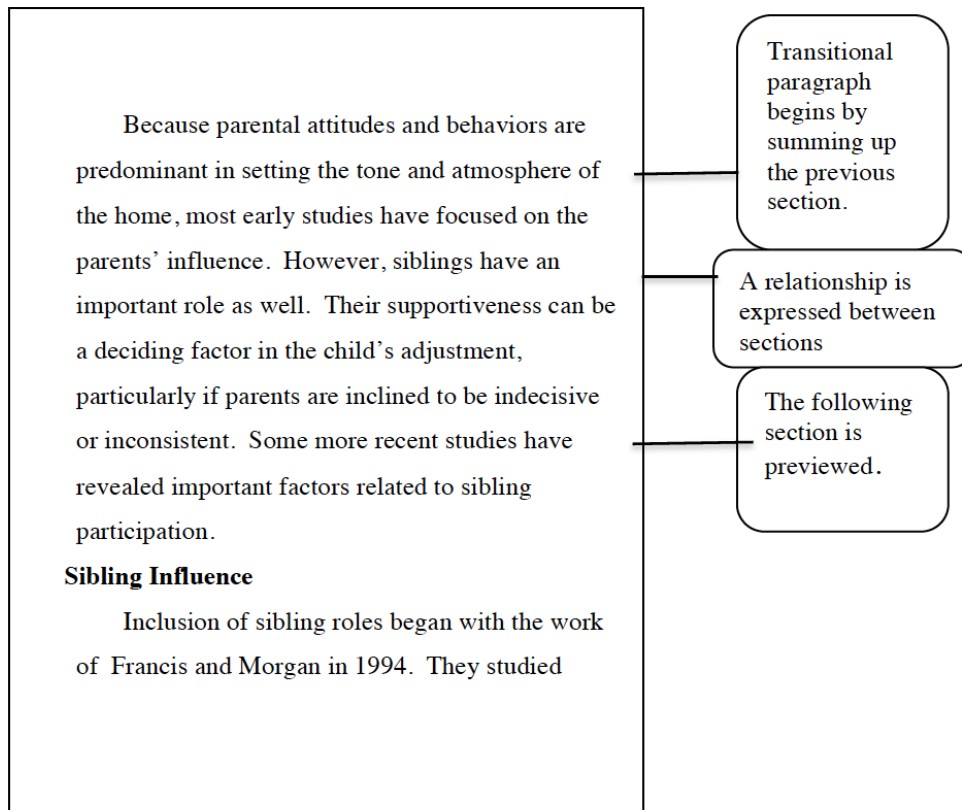 Because parental attitudes and behaviors are
predominant in setting the tone and atmosphere of
the home, most early studies have focused on the
parents’ influence.  However, siblings have an
important role as well.  Their supportiveness can be
a deciding factor in the child’s adjustment,
particularly if parents are inclined to be indecisive
or inconsistent.  Some more recent studies have
revealed important factors related to sibling
participation.
Sibling Influence
Inclusion of sibling roles began with the work
of  Francis and Morgan in 1994.  They studied
Transitional
paragraph
begins by
summing up
the previous
section.
A relationship is
expressed between
sections
The following
section is
previewed.